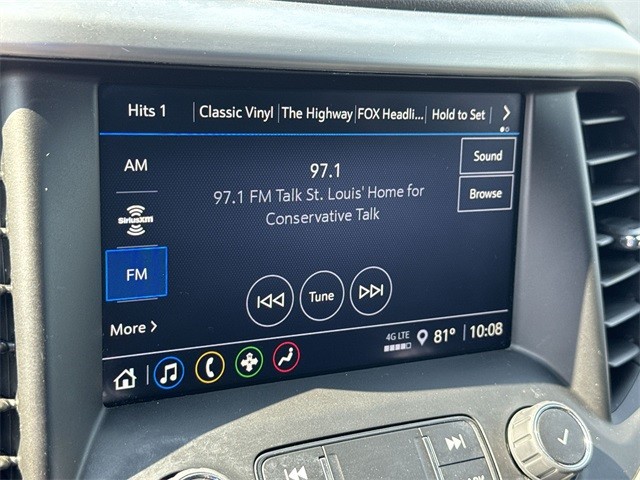 Hits 1 Classic Vinyl The Highway FOX Headli... Hold to Set
AM
SiriusXM
FM
More
97.1
97.1 FM Talk St. Louis' Home for
Conservative Talk
Sound
Browse
Tune
4G LTE
81° 10:08